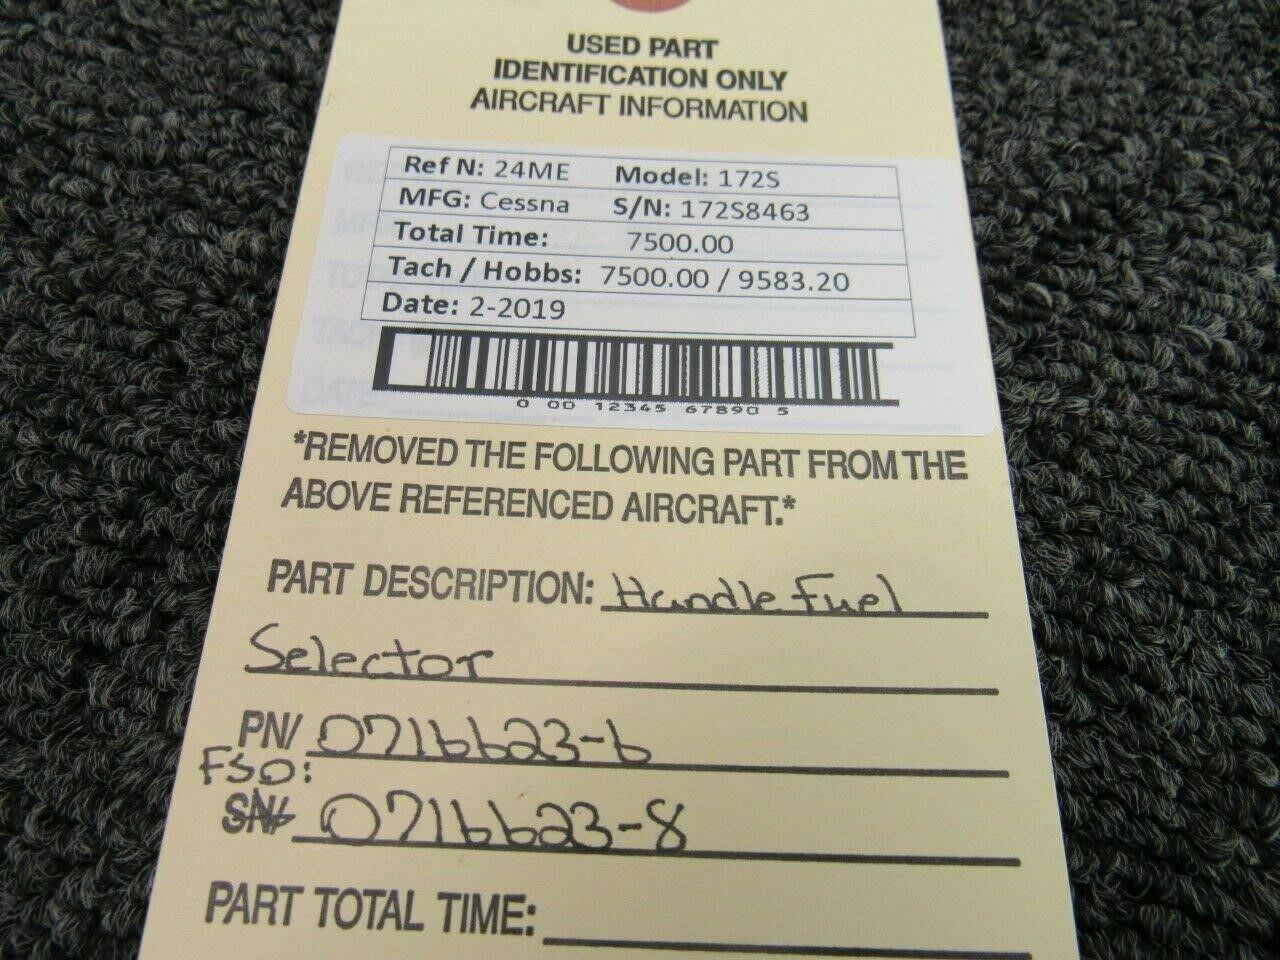 USED PART
IDENTIFICATION ONLY
AIRCRAFT INFORMATION
Ref N: 24ME Model: 172S
MFG: Cessna S/N: 172S8463
Total Time: 7500.00
Tach / Hobbs: 7500.00 / 9583.20
Date: 2-2019
0 00 12345 67890 5
*REMOVED THE FOLLOWING PART FROM THE
ABOVE REFERENCED AIRCRAFT.*
PART DESCRIPTION: Handle Fuel
Selector
PN/ 0716623-6
FSO:
SN/ 0716623-8
PART TOTAL TIME: